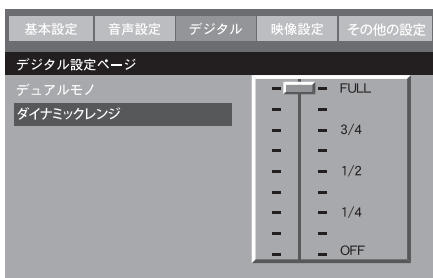 基本設定 音声設定 デジタル 映像設定 その他の設定
デジタル設定ページ
デュアルモノ
ダイナミックレンジ
FULL
3/4
1/2
1/4
OFF